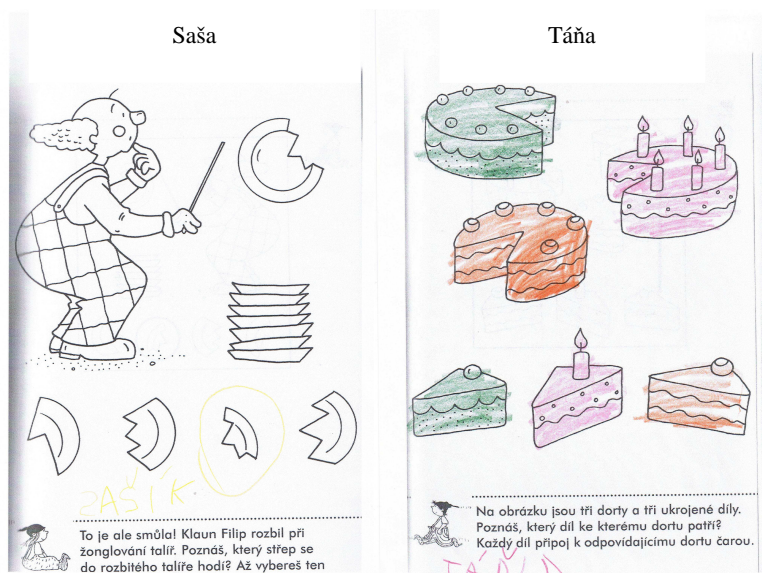 Saša
Táňa
ZAŠÍK
To je ale smůla! Klaun Filip rozbil při
žonglování talíř. Poznáš, který střep se
do rozbitého talíře hodí? Až vybereš ten
Na obrázku jsou tři dorty a tři ukrojené díly.
Poznáš, který díl ke kterému dortu patří?
Každý díl připoj k odpovídajícímu dortu čarou.